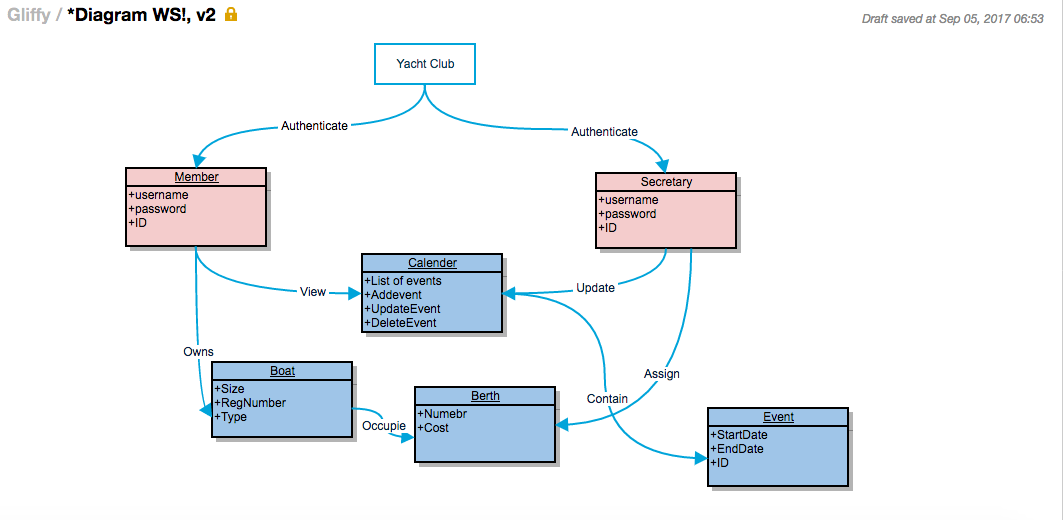 Gliffy / *Diagram WS!, v2
Draft saved at Sep 05, 2017 06:53
Yacht Club
Authenticate
Authenticate
Member
+username
+password
+ID
Secretary
+username
+password
+ID
Calender
+List of events
+Addevent
+UpdateEvent
+DeleteEvent
View
Update
Owns
Boat
+Size
+RegNumber
+Type
Occupie
Berth
+Numebr
+Cost
Assign
Contain
Event
+StartDate
+EndDate
+ID